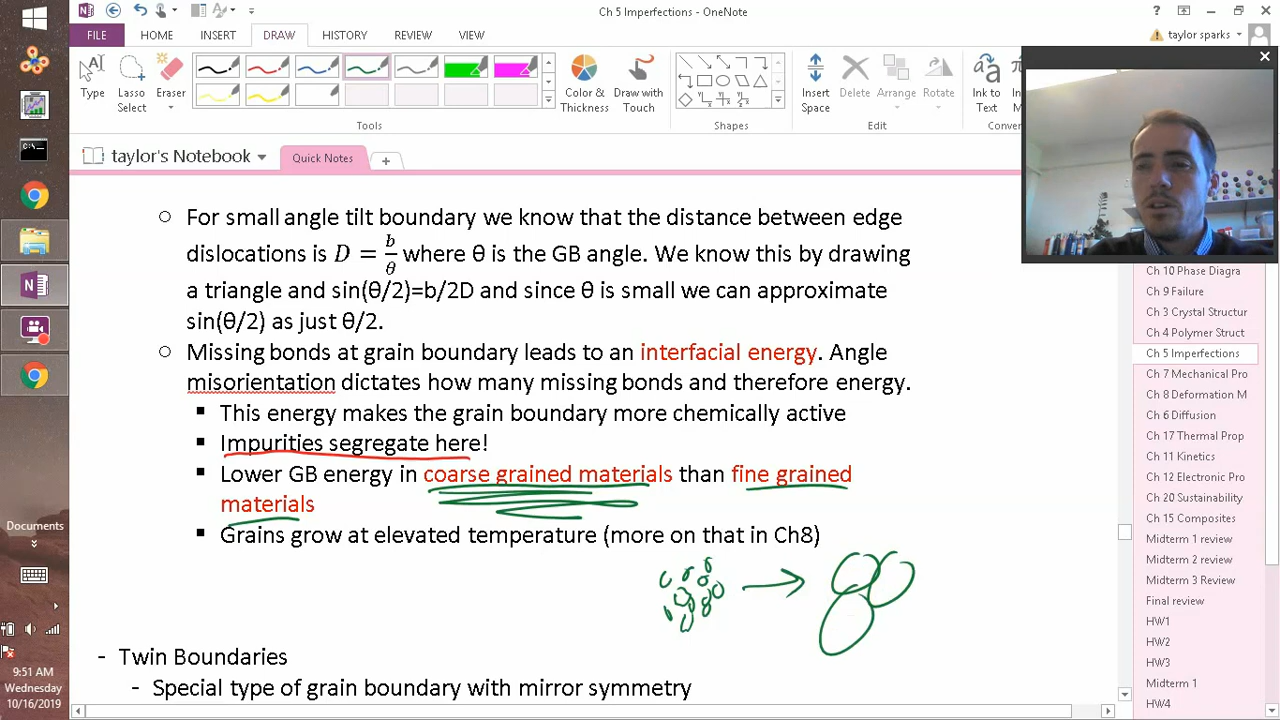 Ch 5 Imperfections - OneNote
taylor sparks
FILE HOME INSERT DRAW HISTORY REVIEW VIEW
Type
Lasso
Select
Eraser
Color &
Thickness
Draw with
Touch
Insert
Space
Delete
Arrange
Rotate
Ink to
Text
In
M
Tools
Shapes
Edit
Conver
taylor's Notebook
Quick Notes
○ For small angle tilt boundary we know that the distance between edge
dislocations is D = b/θ where θ is the GB angle. We know this by drawing
a triangle and sin(θ/2)=b/2D and since θ is small we can approximate
sin(θ/2) as just θ/2.
○ Missing bonds at grain boundary leads to an interfacial energy. Angle
misorientation dictates how many missing bonds and therefore energy.
▪ This energy makes the grain boundary more chemically active
▪ Impurities segregate here!
▪ Lower GB energy in coarse grained materials than fine grained
materials
▪ Grains grow at elevated temperature (more on that in Ch8)
- Twin Boundaries
- Special type of grain boundary with mirror symmetry
Ch 10 Phase Diagra
Ch 9 Failure
Ch 3 Crystal Structur
Ch 4 Polymer Struct
Ch 5 Imperfections
Ch 7 Mechanical Pro
Ch 8 Deformation M
Ch 6 Diffusion
Ch 17 Thermal Prop
Ch 11 Kinetics
Ch 12 Electronic Pro
Ch 20 Sustainability
Ch 15 Composites
Midterm 1 review
Midterm 2 review
Midterm 3 Review
Final review
HW1
HW2
HW3
Midterm 1
HW4
Documents
9:51 AM
Wednesday
10/16/2019